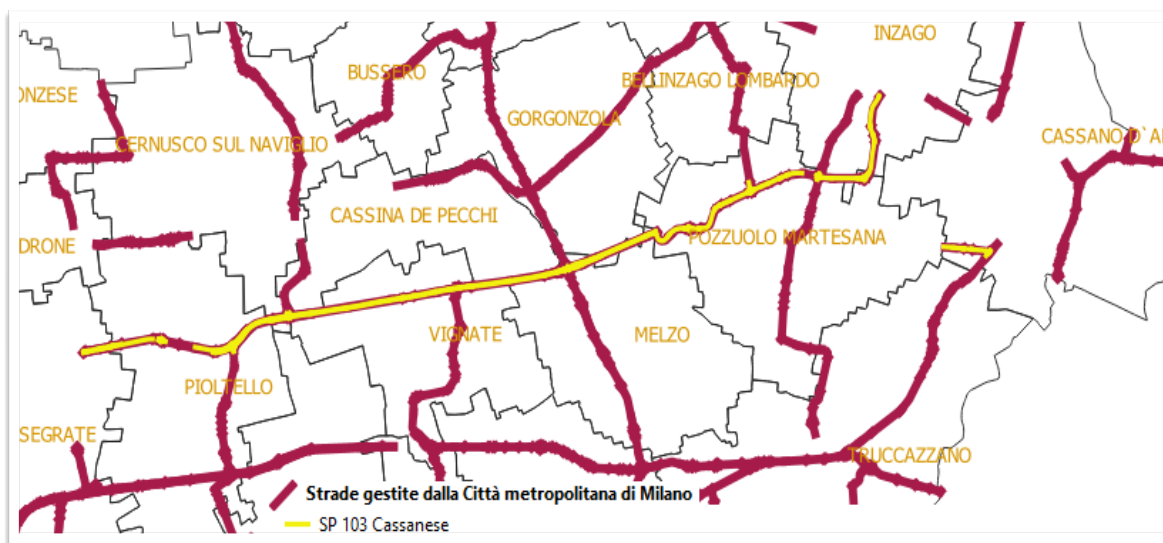 INZAGO
BUSSERO
BELLINZAGO LOMBARDO
ONZESE
GORGONZOLA
CERNUSCO SUL NAVIGLIO
CASSANO D`A
CASSINA DE PECCHI
DRONE
POZZUOLO MARTESANA
VIGNATE
MELZO
PIOLTELLO
SEGRATE
TRUCCAZZANO
Strade gestite dalla Città metropolitana di Milano
SP 103 Cassanese